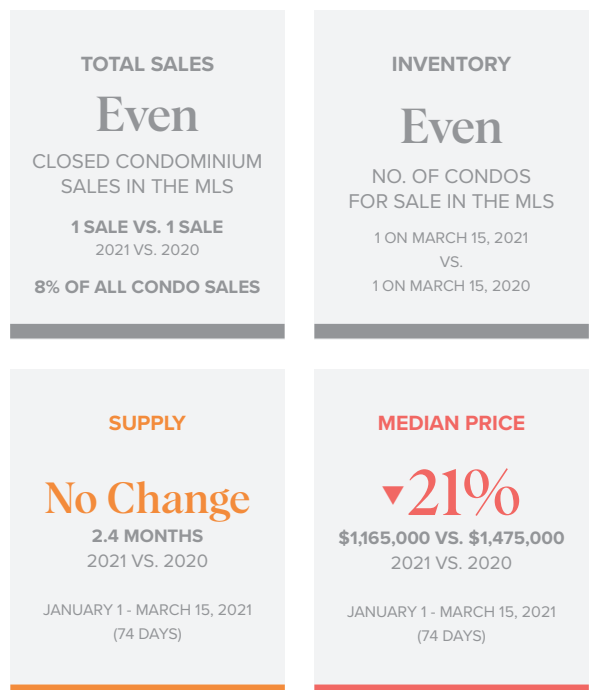 TOTAL SALES
Even
CLOSED CONDOMINIUM
SALES IN THE MLS
1 SALE VS. 1 SALE
2021 VS. 2020
8% OF ALL CONDO SALES
INVENTORY
Even
NO. OF CONDOS
FOR SALE IN THE MLS
1 ON MARCH 15, 2021
VS.
1 ON MARCH 15, 2020
SUPPLY
No Change
2.4 MONTHS
2021 VS. 2020
JANUARY 1 - MARCH 15, 2021
(74 DAYS)
MEDIAN PRICE
▼21%
$1,165,000 VS. $1,475,000
2021 VS. 2020
JANUARY 1 - MARCH 15, 2021
(74 DAYS)